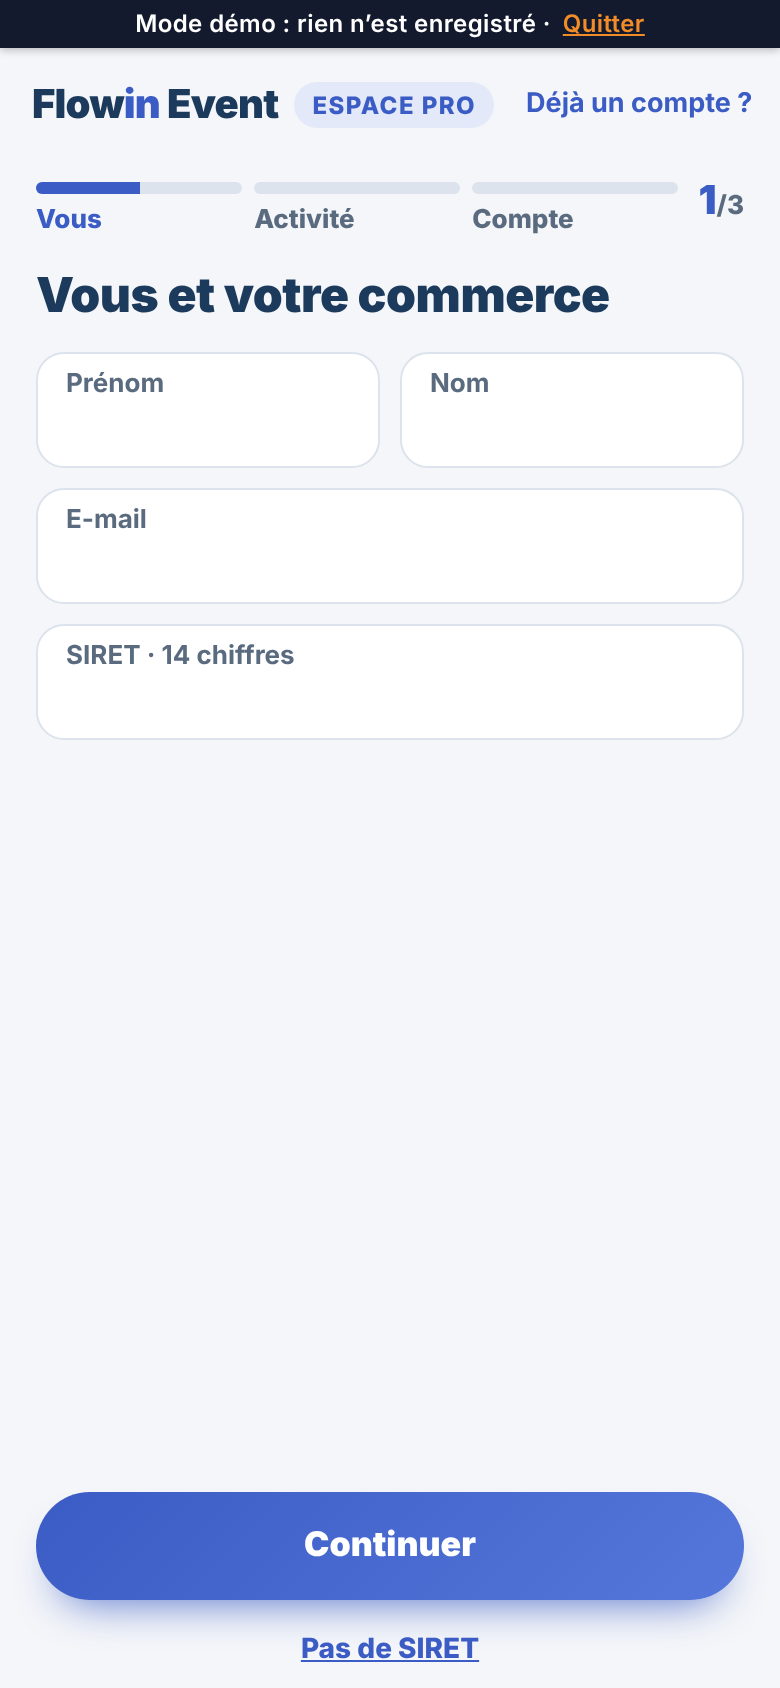 Mode démo : rien n’est enregistré · Quitter
Flowin Event ESPACE PRO Déjà un compte ?
Vous Activité Compte 1/3
Vous et votre commerce
Prénom Nom
E-mail
SIRET · 14 chiffres
Continuer
Pas de SIRET